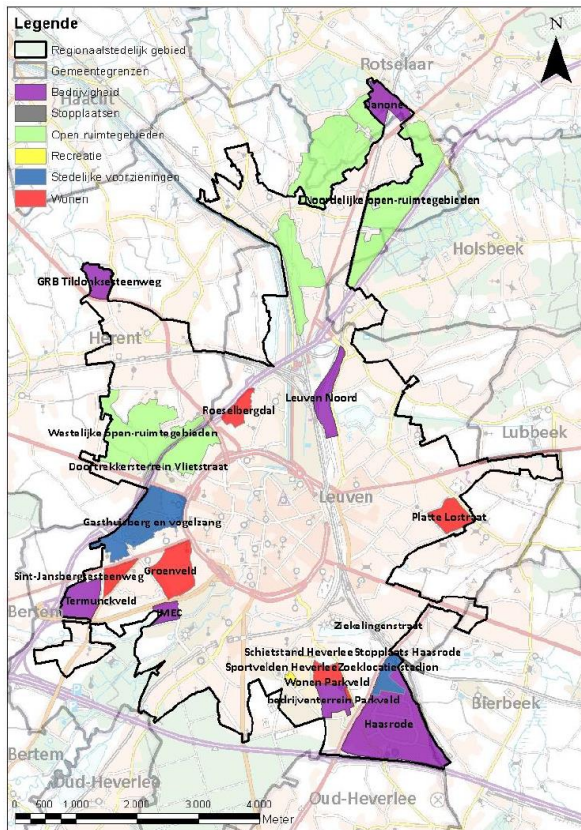 Legende
Regionaalstedelijk gebied
Gemeentegrenzen
Bedrijvigheid
Stopplaatsen
Open ruimtegebieden
Recreatie
Stedelijke voorzieningen
Wonen
N
Rotselaar
Haacht
Danone
Noordelijke open-ruimtegebieden
Holsbeek
GRB Tildonksesteenweg
Herent
Leuven Noord
Roeselbergdal
Westelijke open-ruimtegebieden
Lubbeek
Doortrekkersterrein Vlietstraat
Leuven
Platte Lostraat
Gasthuisberg en vogelzang
Sint-Jansbergsesteenweg
Groenveld
Bertem
Termunckveld
IMEC
Ziekelingenstraat
Schietstand Heverlee
Stopplaats Haasrode
Sportvelden Heverlee
Zoeklocatie stadion
Wonen Parkveld
bedrijventerrein Parkveld
Bierbeek
Haasrode
Bertem
Oud-Heverlee
Oud-Heverlee
0 500 1 000 2 000 3 000 4 000
Meter